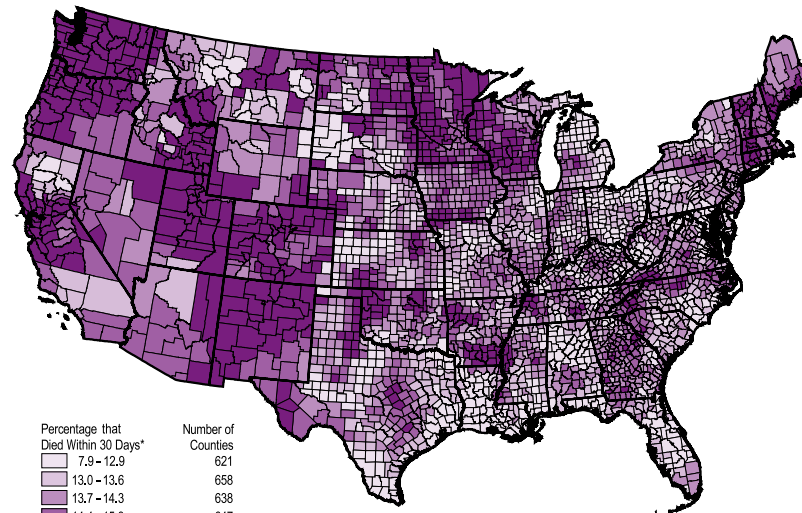 Percentage that
Died Within 30 Days*
Number of
Counties
7.9 – 12.9 621
13.0 – 13.6 658
13.7 – 14.3 638